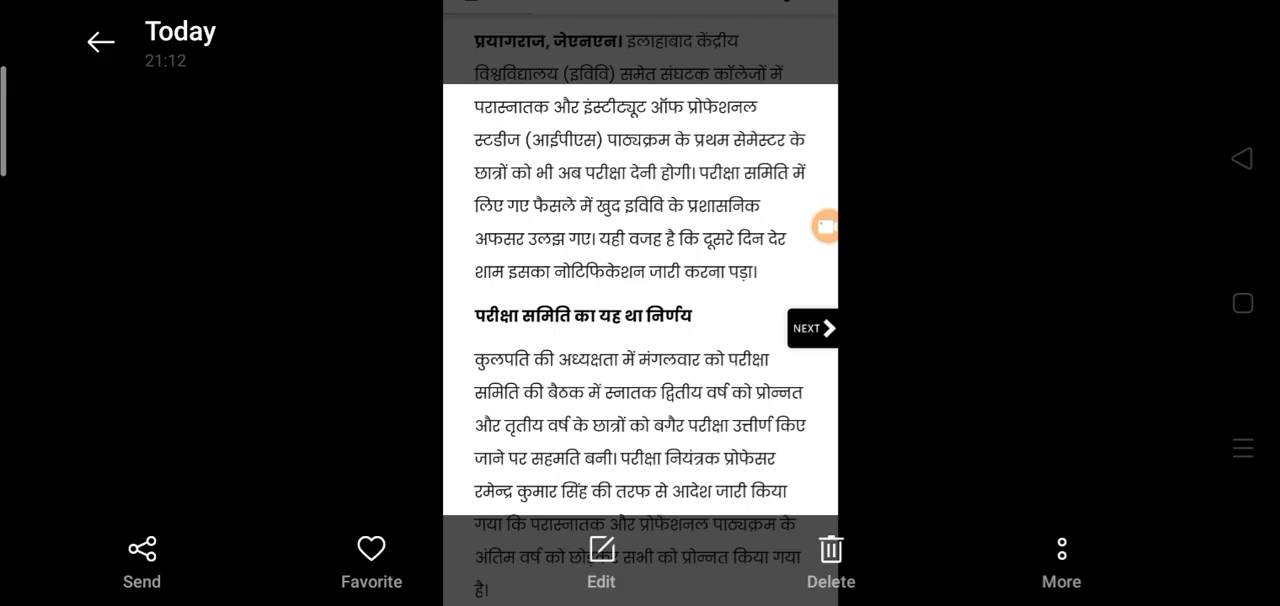 Today
21:12
प्रयागराज, जेएनएन। इलाहाबाद केंद्रीय
विश्वविद्यालय (इविवि) समेत संघटक कॉलेजों में
परास्नातक और इंस्टीट्यूट ऑफ प्रोफेशनल
स्टडीज (आईपीएस) पाठ्यक्रम के प्रथम सेमेस्टर के
छात्रों को भी अब परीक्षा देनी होगी। परीक्षा समिति में
लिए गए फैसले में खुद इविवि के प्रशासनिक
अफसर उलझ गए। यही वजह है कि दूसरे दिन देर
शाम इसका नोटिफिकेशन जारी करना पड़ा।
परीक्षा समिति का यह था निर्णय
NEXT
कुलपति की अध्यक्षता में मंगलवार को परीक्षा
समिति की बैठक में स्नातक द्वितीय वर्ष को प्रोन्नत
और तृतीय वर्ष के छात्रों को बगैर परीक्षा उत्तीर्ण किए
जाने पर सहमति बनी। परीक्षा नियंत्रक प्रोफेसर
रमेन्द्र कुमार सिंह की तरफ से आदेश जारी किया
गया कि परास्नातक और प्रोफेशनल पाठ्यक्रम के
अंतिम वर्ष को छोड़कर सभी को प्रोन्नत किया गया
है।
Send
Favorite
Edit
Delete
More